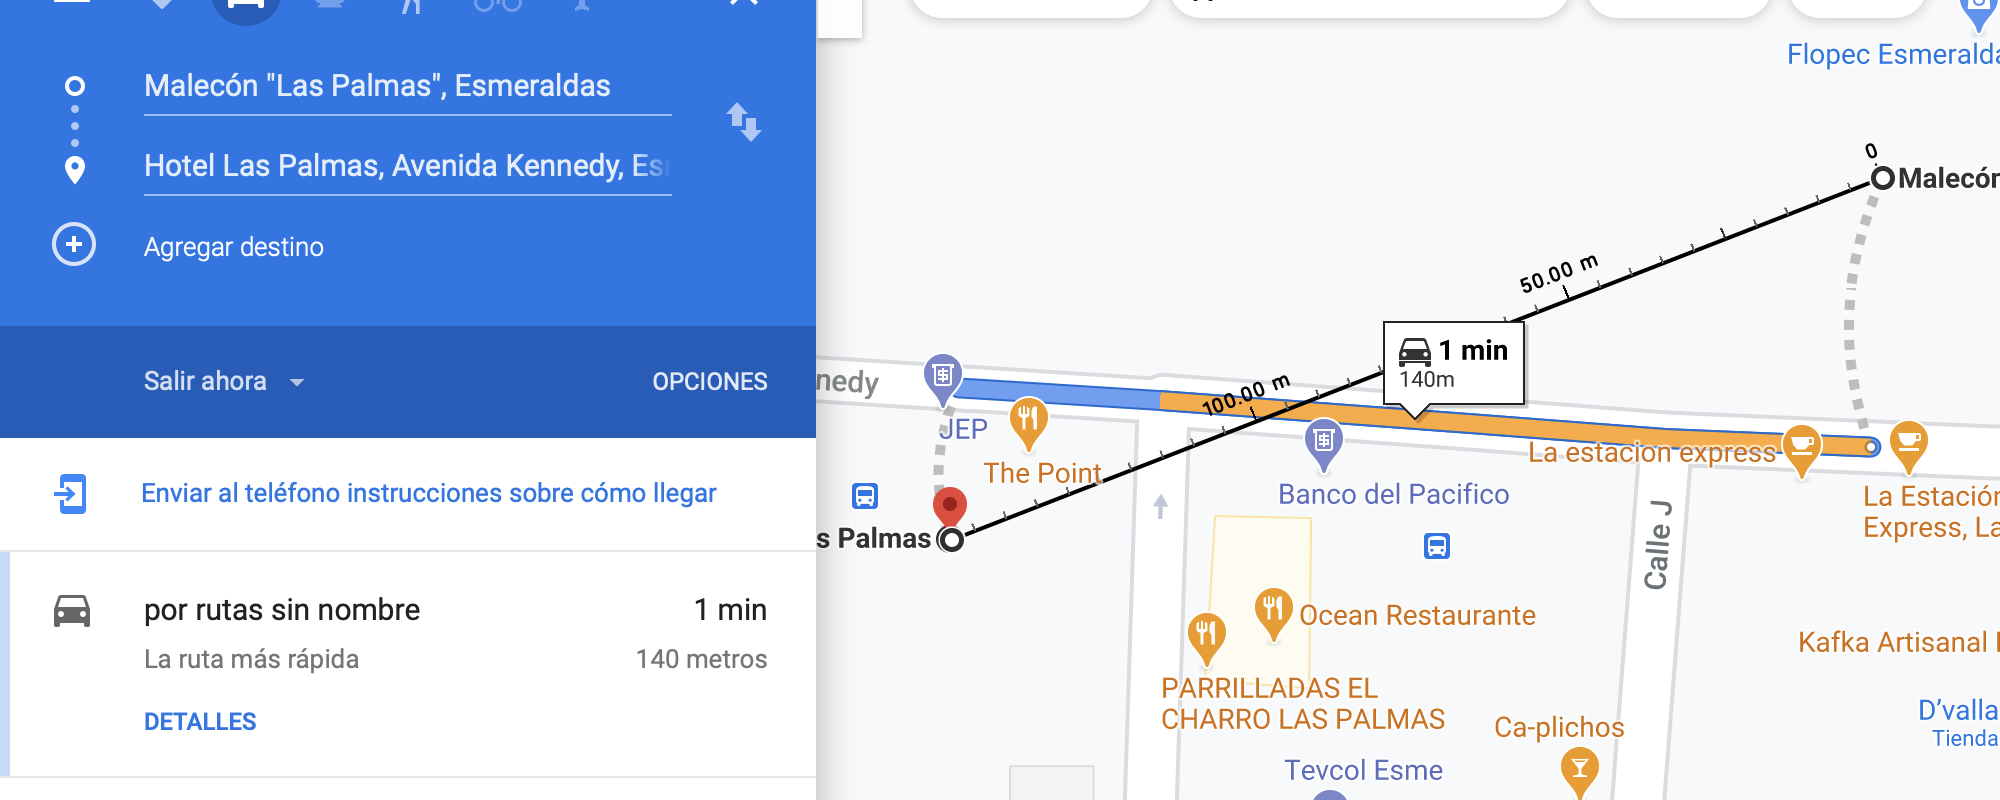 Malecón "Las Palmas", Esmeraldas
Hotel Las Palmas, Avenida Kennedy, Es
Agregar destino
Salir ahora
OPCIONES
Enviar al teléfono instrucciones sobre cómo llegar
por rutas sin nombre
1 min
La ruta más rápida
140 metros
DETALLES
Flopec Esmeralda
0
Malecón
50.00 m
1 min
140m
nedy
100.00 m
JEP
The Point
La estacion express
Banco del Pacifico
La Estación
Express, La
s Palmas
Calle J
Ocean Restaurante
Kafka Artisanal
PARRILLADAS EL
CHARRO LAS PALMAS
Ca-plichos
D'valla
Tienda
Tevcol Esme